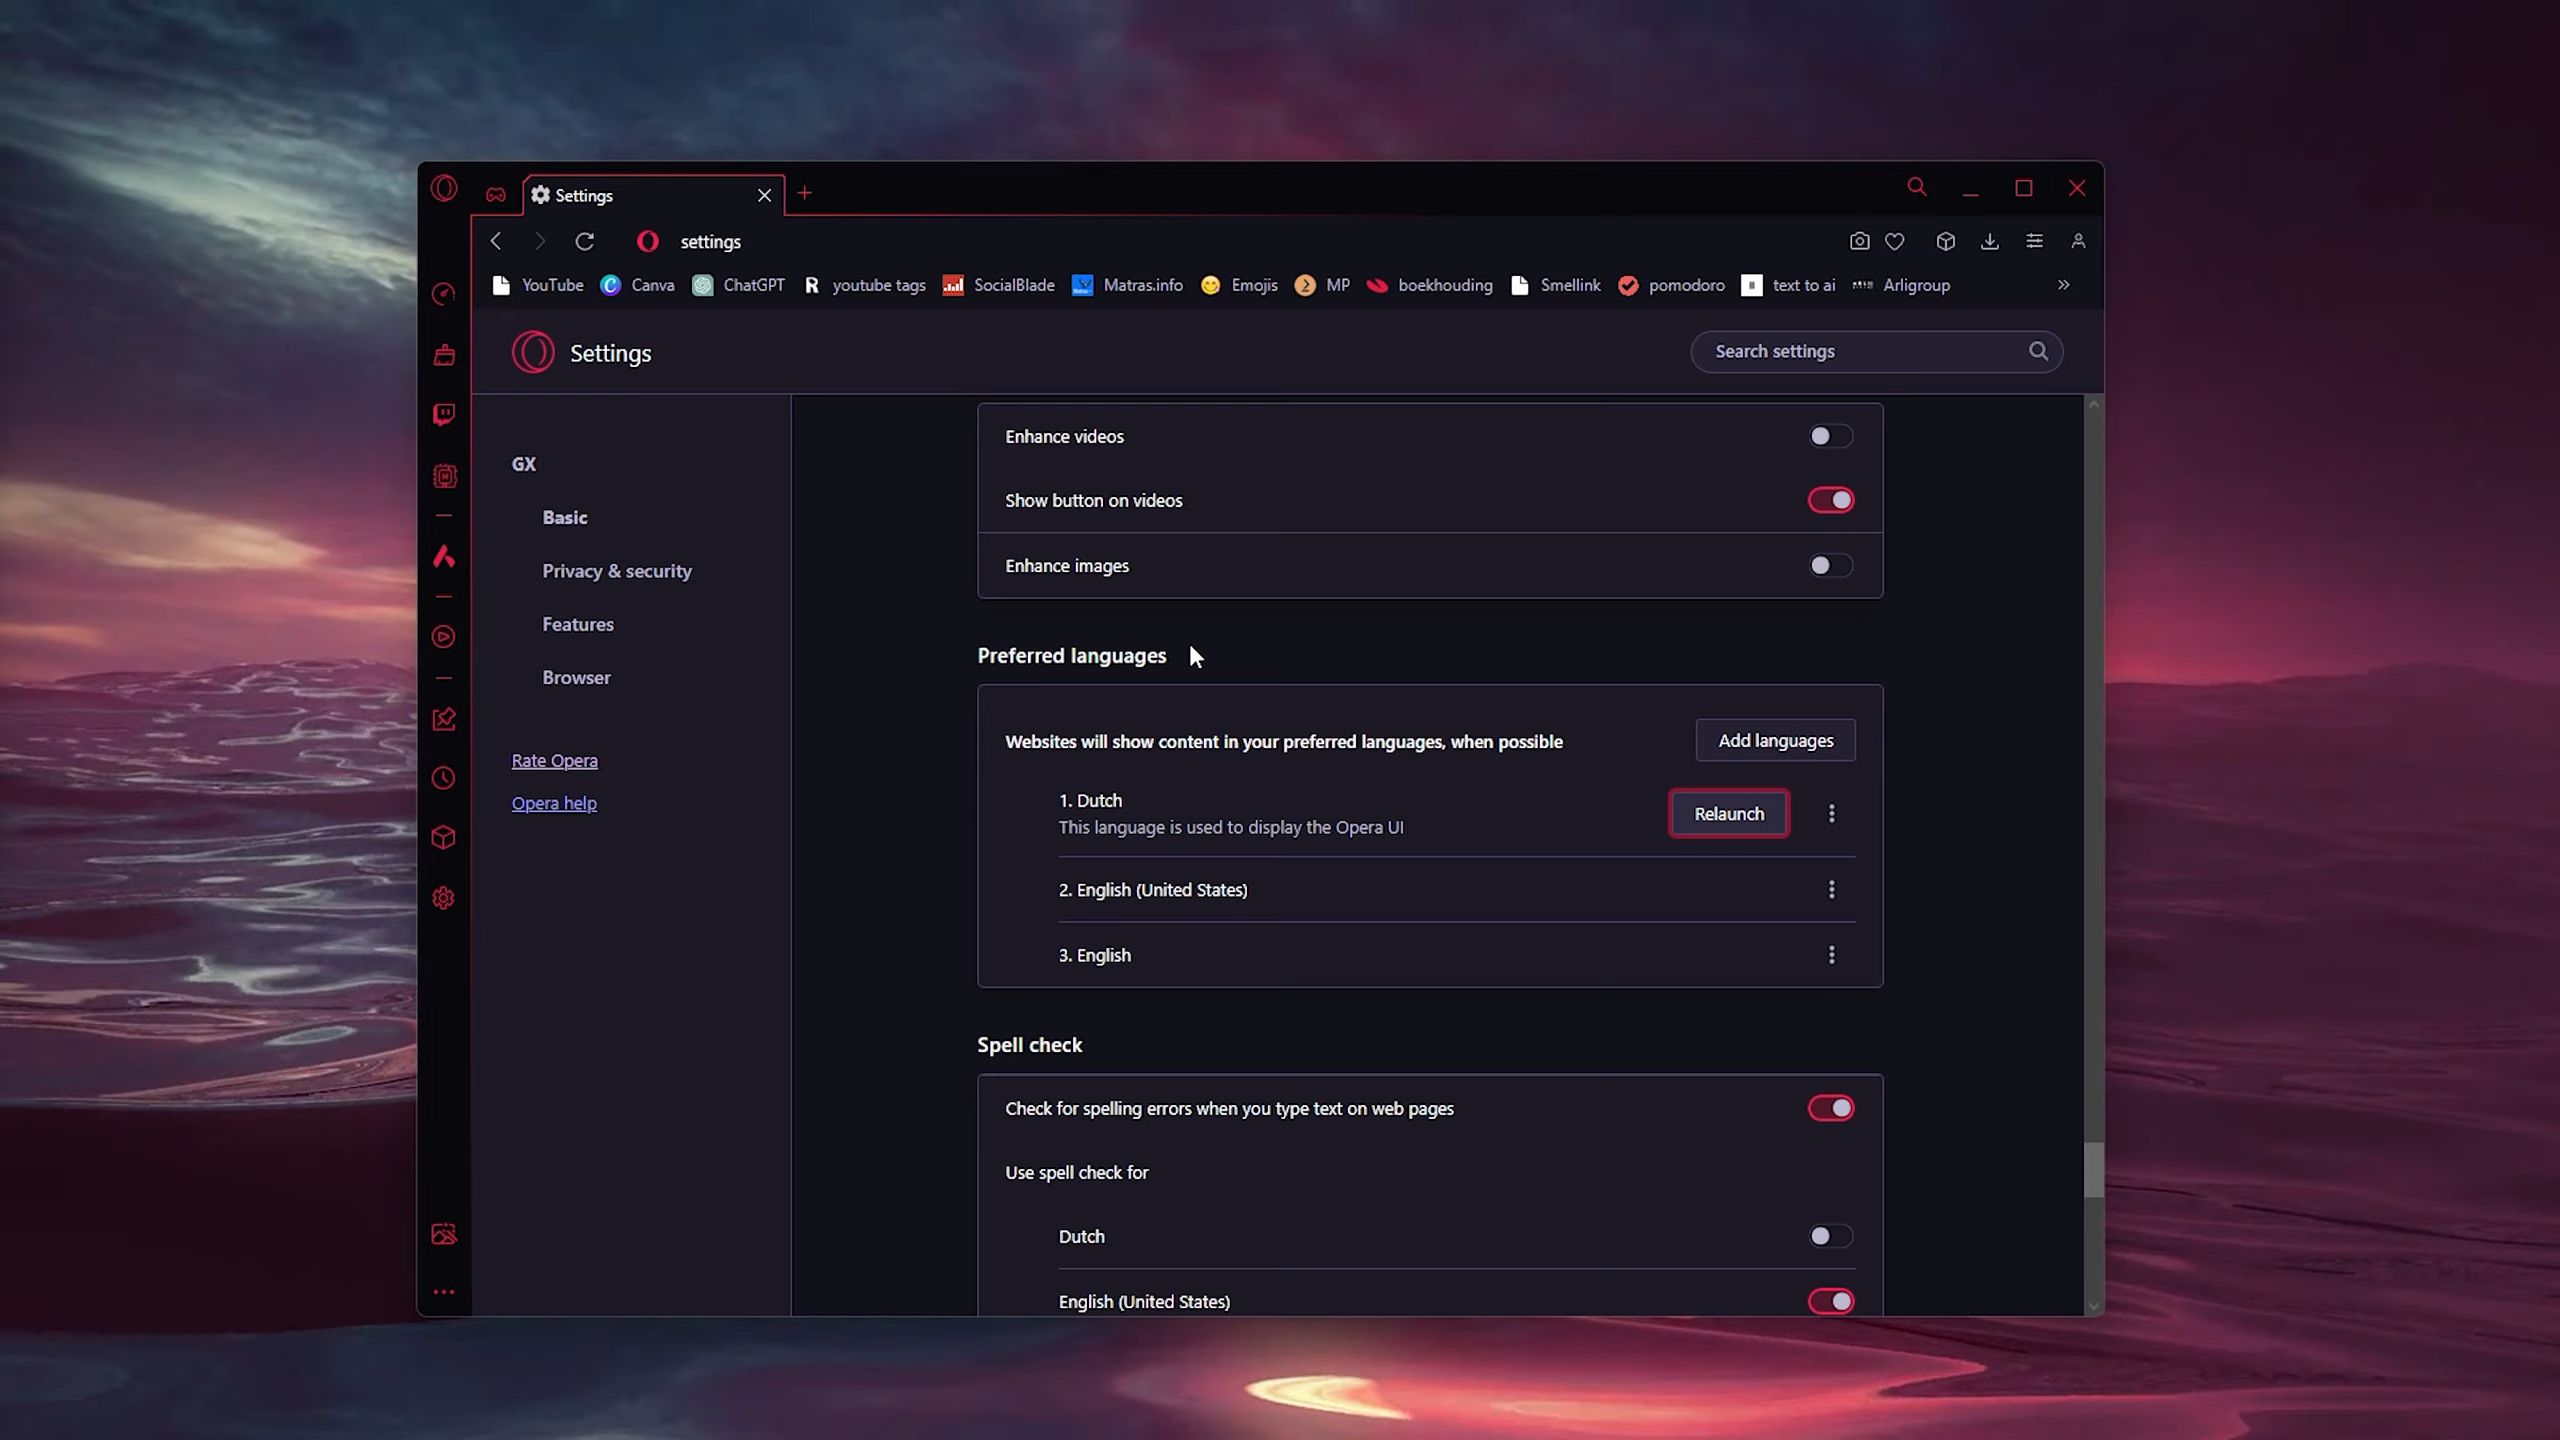 Settings
settings
YouTube Canva ChatGPT R youtube tags SocialBlade Matras.info Emojis MP boekhouding Smellink pomodoro text to ai Arligroup
Settings
Search settings
GX
Basic
Privacy & security
Features
Browser
Rate Opera
Opera help
Enhance videos
Show button on videos
Enhance images
Preferred languages
Websites will show content in your preferred languages, when possible
Add languages
1. Dutch
This language is used to display the Opera UI
Relaunch
2. English (United States)
3. English
Spell check
Check for spelling errors when you type text on web pages
Use spell check for
Dutch
English (United States)